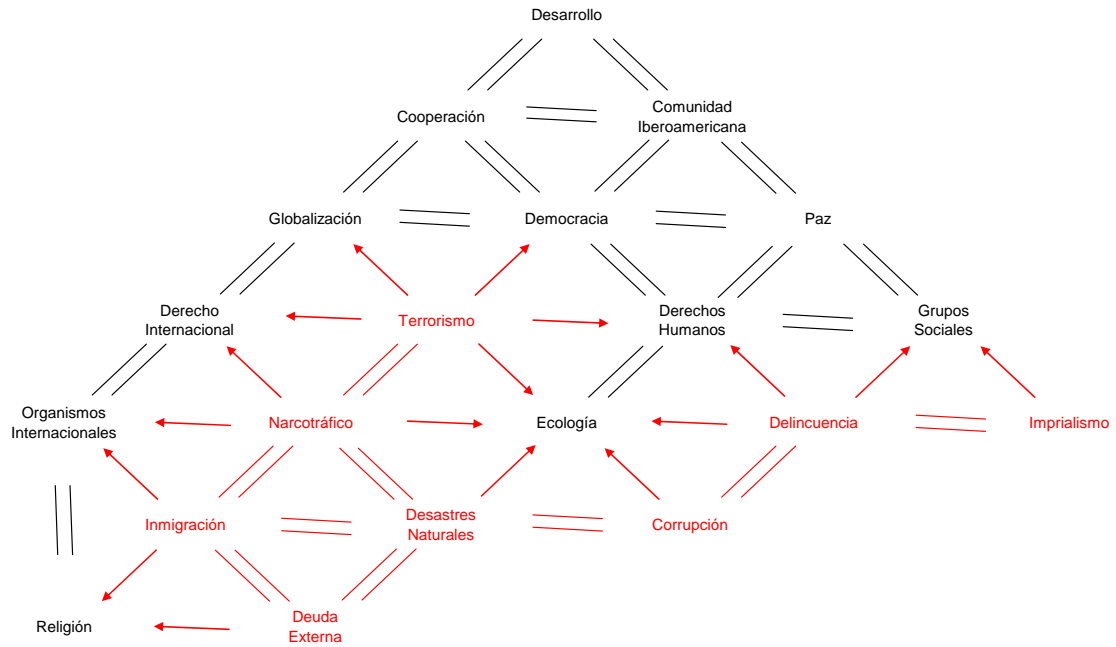 Desarrollo
Cooperación
Comunidad
Iberoamericana
Globalización
Democracia
Paz
Derecho
Internacional
Terrorismo
Derechos
Humanos
Grupos
Sociales
Organismos
Internacionales
Narcotráfico
Ecología
Delincuencia
Imprialismo
Inmigración
Desastres
Naturales
Corrupción
Religión
Deuda
Externa